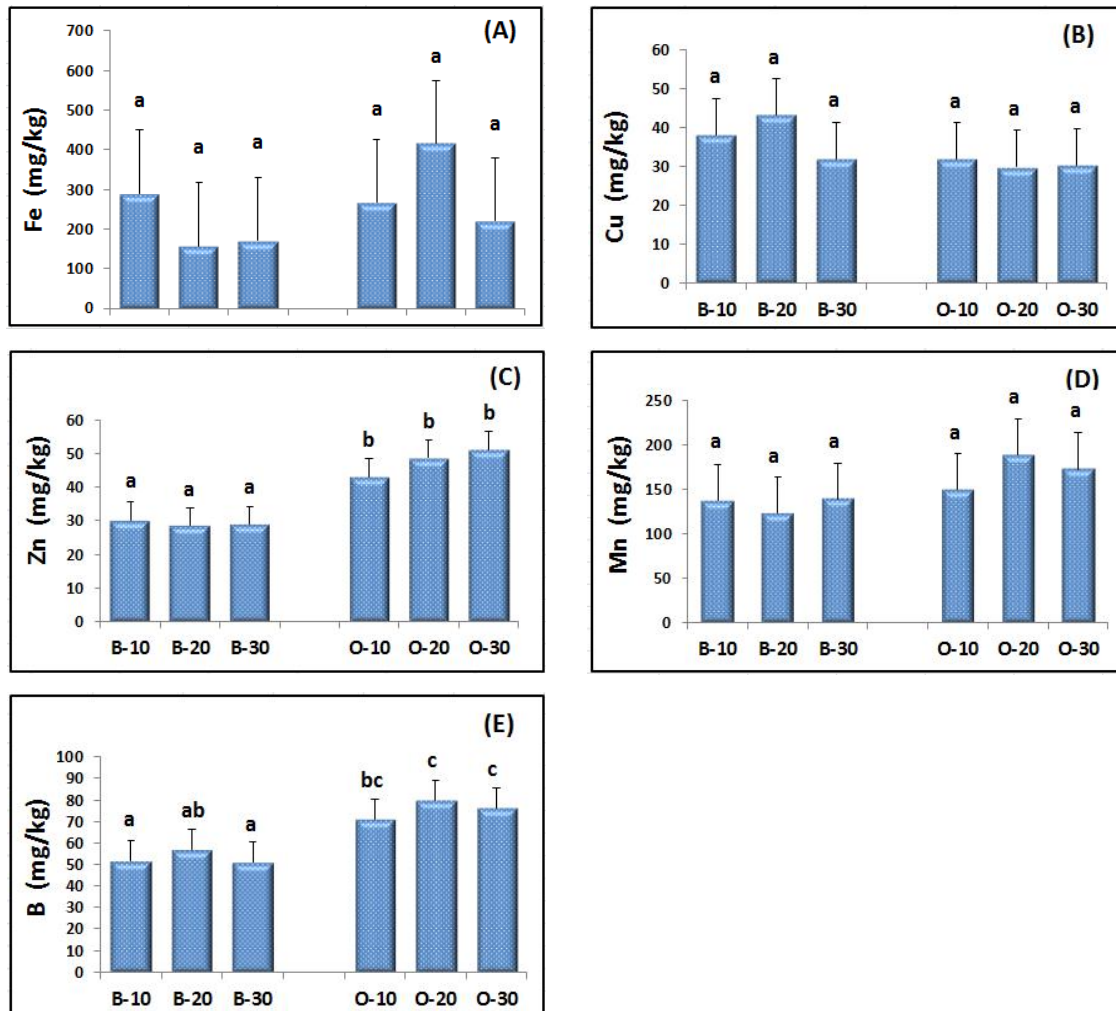 (A)
Fe (mg/kg)
700
600
500
400
300
200
100
0
a a a a a a
(B)
Cu (mg/kg)
60
50
40
30
20
10
0
a a a a a a
B-10 B-20 B-30 O-10 O-20 O-30
(C)
Zn (mg/kg)
60
50
40
30
20
10
0
a a a b b b
B-10 B-20 B-30 O-10 O-20 O-30
(D)
Mn (mg/kg)
250
200
150
100
50
0
a a a a a a
B-10 B-20 B-30 O-10 O-20 O-30
(E)
B (mg/kg)
100
90
80
70
60
50
40
30
20
10
0
a ab a bc c c
B-10 B-20 B-30 O-10 O-20 O-30